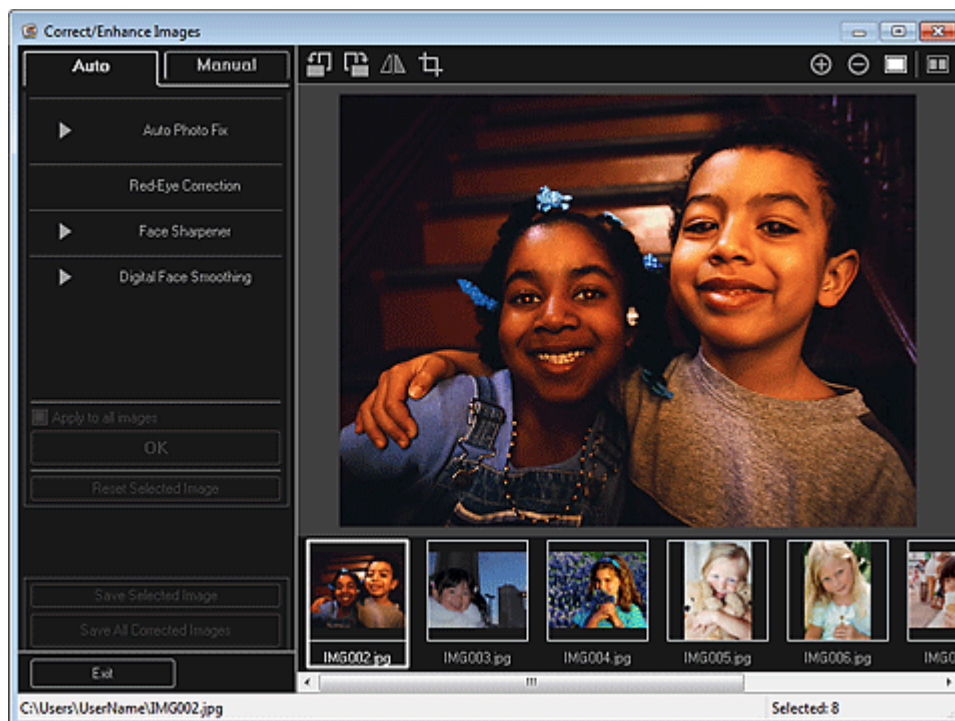 Correct/Enhance Images
Auto
Manual
Auto Photo Fix
Red-Eye Correction
Face Sharpener
Digital Face Smoothing
Apply to all images
OK
Reset Selected Image
Save Selected Image
Save All Corrected Images
Exit
IMG002.jpg
IMG003.jpg
IMG004.jpg
IMG005.jpg
IMG006.jpg
IMG0
C:\Users\UserName\IMG002.jpg
Selected: 8